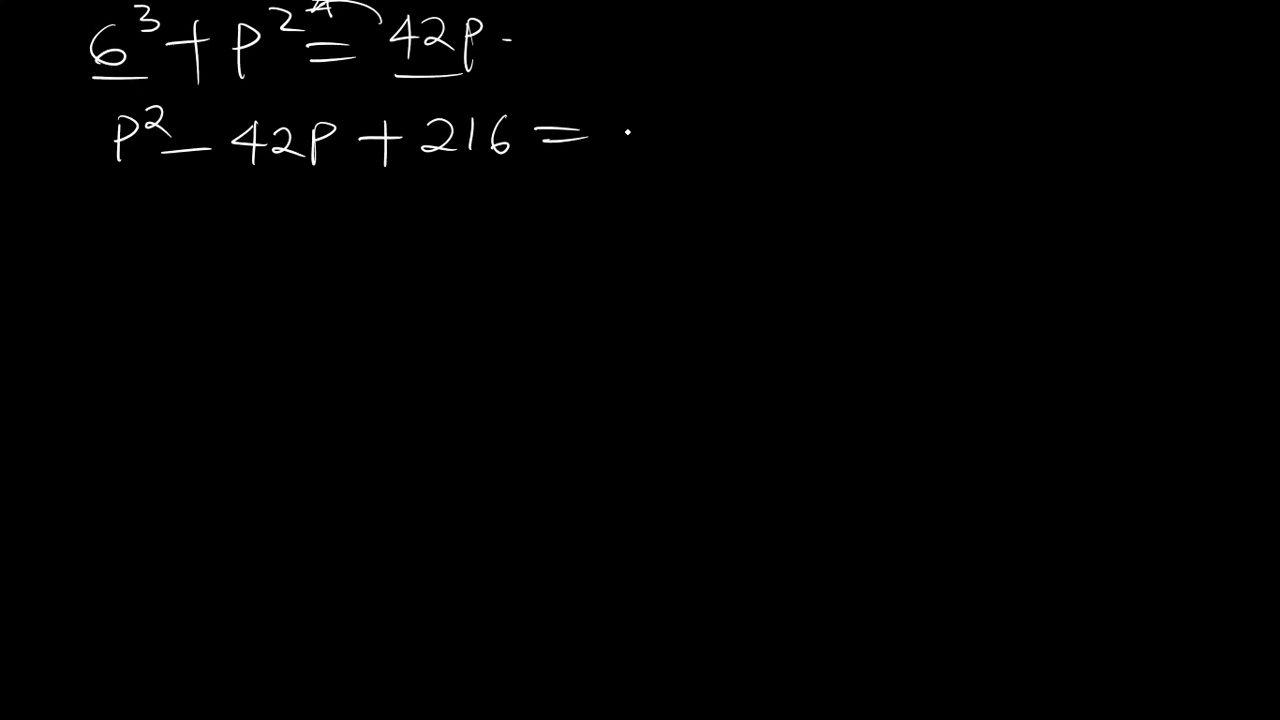 6³ + p² = 42p
p² - 42p + 216 =